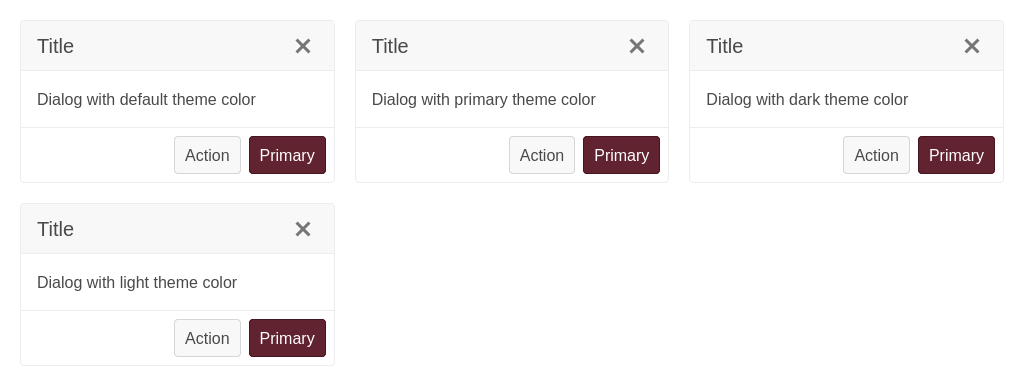 Title
Dialog with default theme color
Action Primary
Title
Dialog with primary theme color
Action Primary
Title
Dialog with dark theme color
Action Primary
Title
Dialog with light theme color
Action Primary